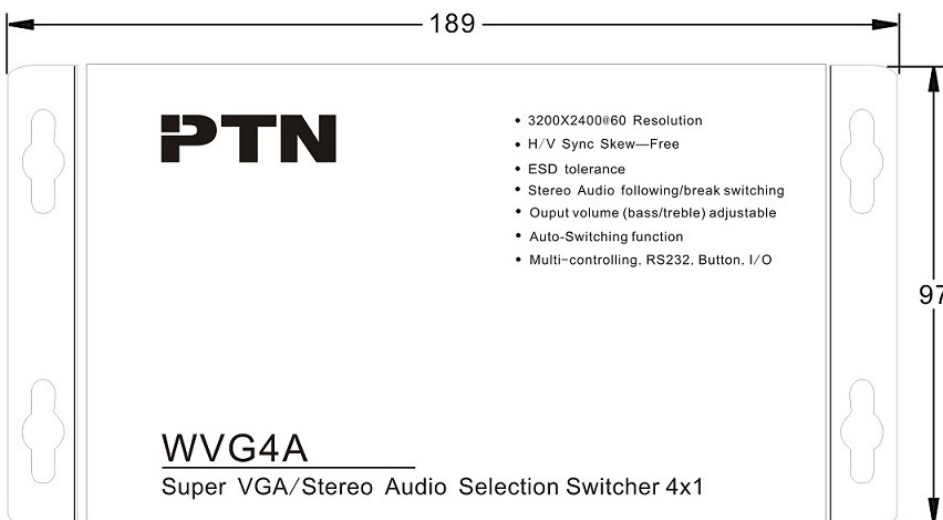 189
PTN
• 3200X2400@60 Resolution
• H/V Sync Skew—Free
• ESD tolerance
• Stereo Audio following/break switching
• Ouput volume (bass/treble) adjustable
• Auto-Switching function
• Multi-controlling, RS232, Button, I/O
97
WVG4A
Super VGA/Stereo Audio Selection Switcher 4x1